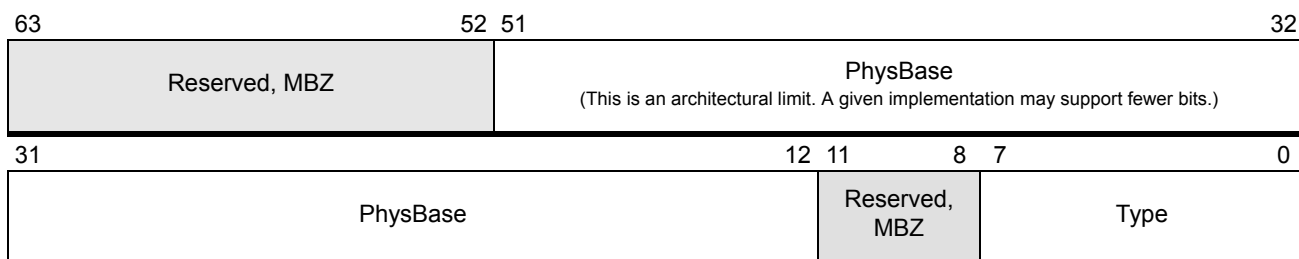 63 52 51 32
Reserved, MBZ
PhysBase
(This is an architectural limit. A given implementation may support fewer bits.)
31 12 11 8 7 0
PhysBase
Reserved,
MBZ
Type